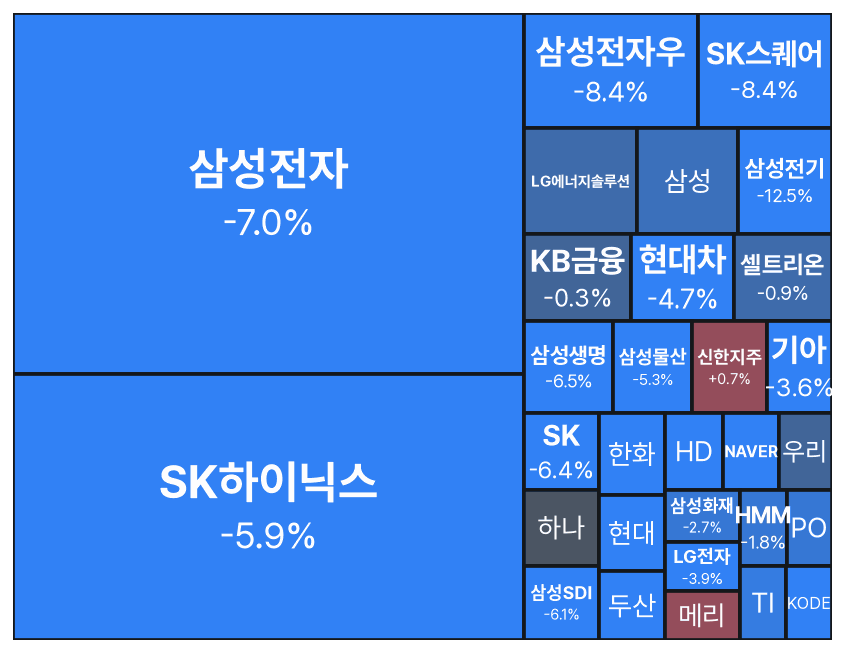 삼성전자
-7.0%
SK하이닉스
-5.9%
삼성전자우
-8.4%
SK스퀘어
-8.4%
LG에너지솔루션
삼성
삼성전기
-12.5%
KB금융
-0.3%
현대차
-4.7%
셀트리온
-0.9%
삼성생명
-6.5%
삼성물산
-5.3%
신한지주
+0.7%
기아
-3.6%
SK
-6.4%
한화
HD
NAVER
우리
하나
현대
삼성화재
-2.7%
HMM
-1.8%
PO
LG전자
-3.9%
삼성SDI
-6.1%
두산
메리
TI
KODE